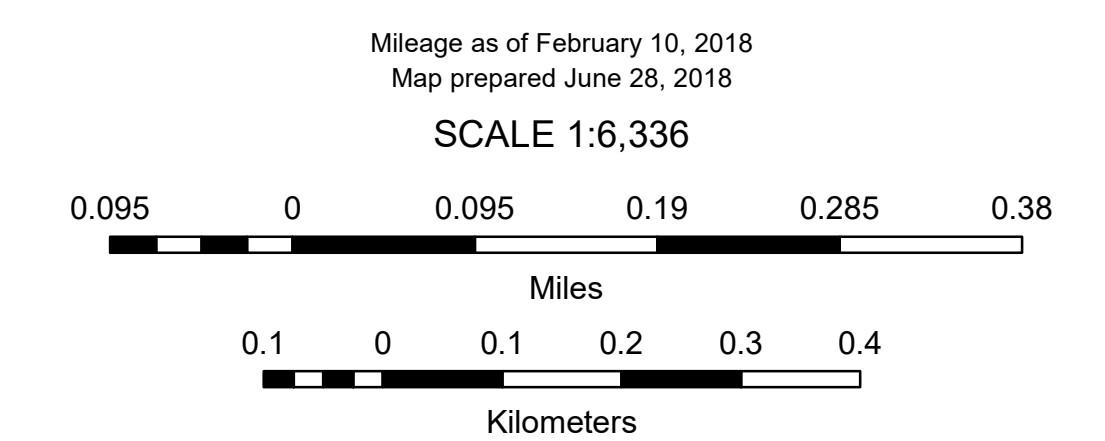 Mileage as of February 10, 2018
Map prepared June 28, 2018
SCALE 1:6,336
0.095 0 0.095 0.19 0.285 0.38
Miles
0.1 0 0.1 0.2 0.3 0.4
Kilometers